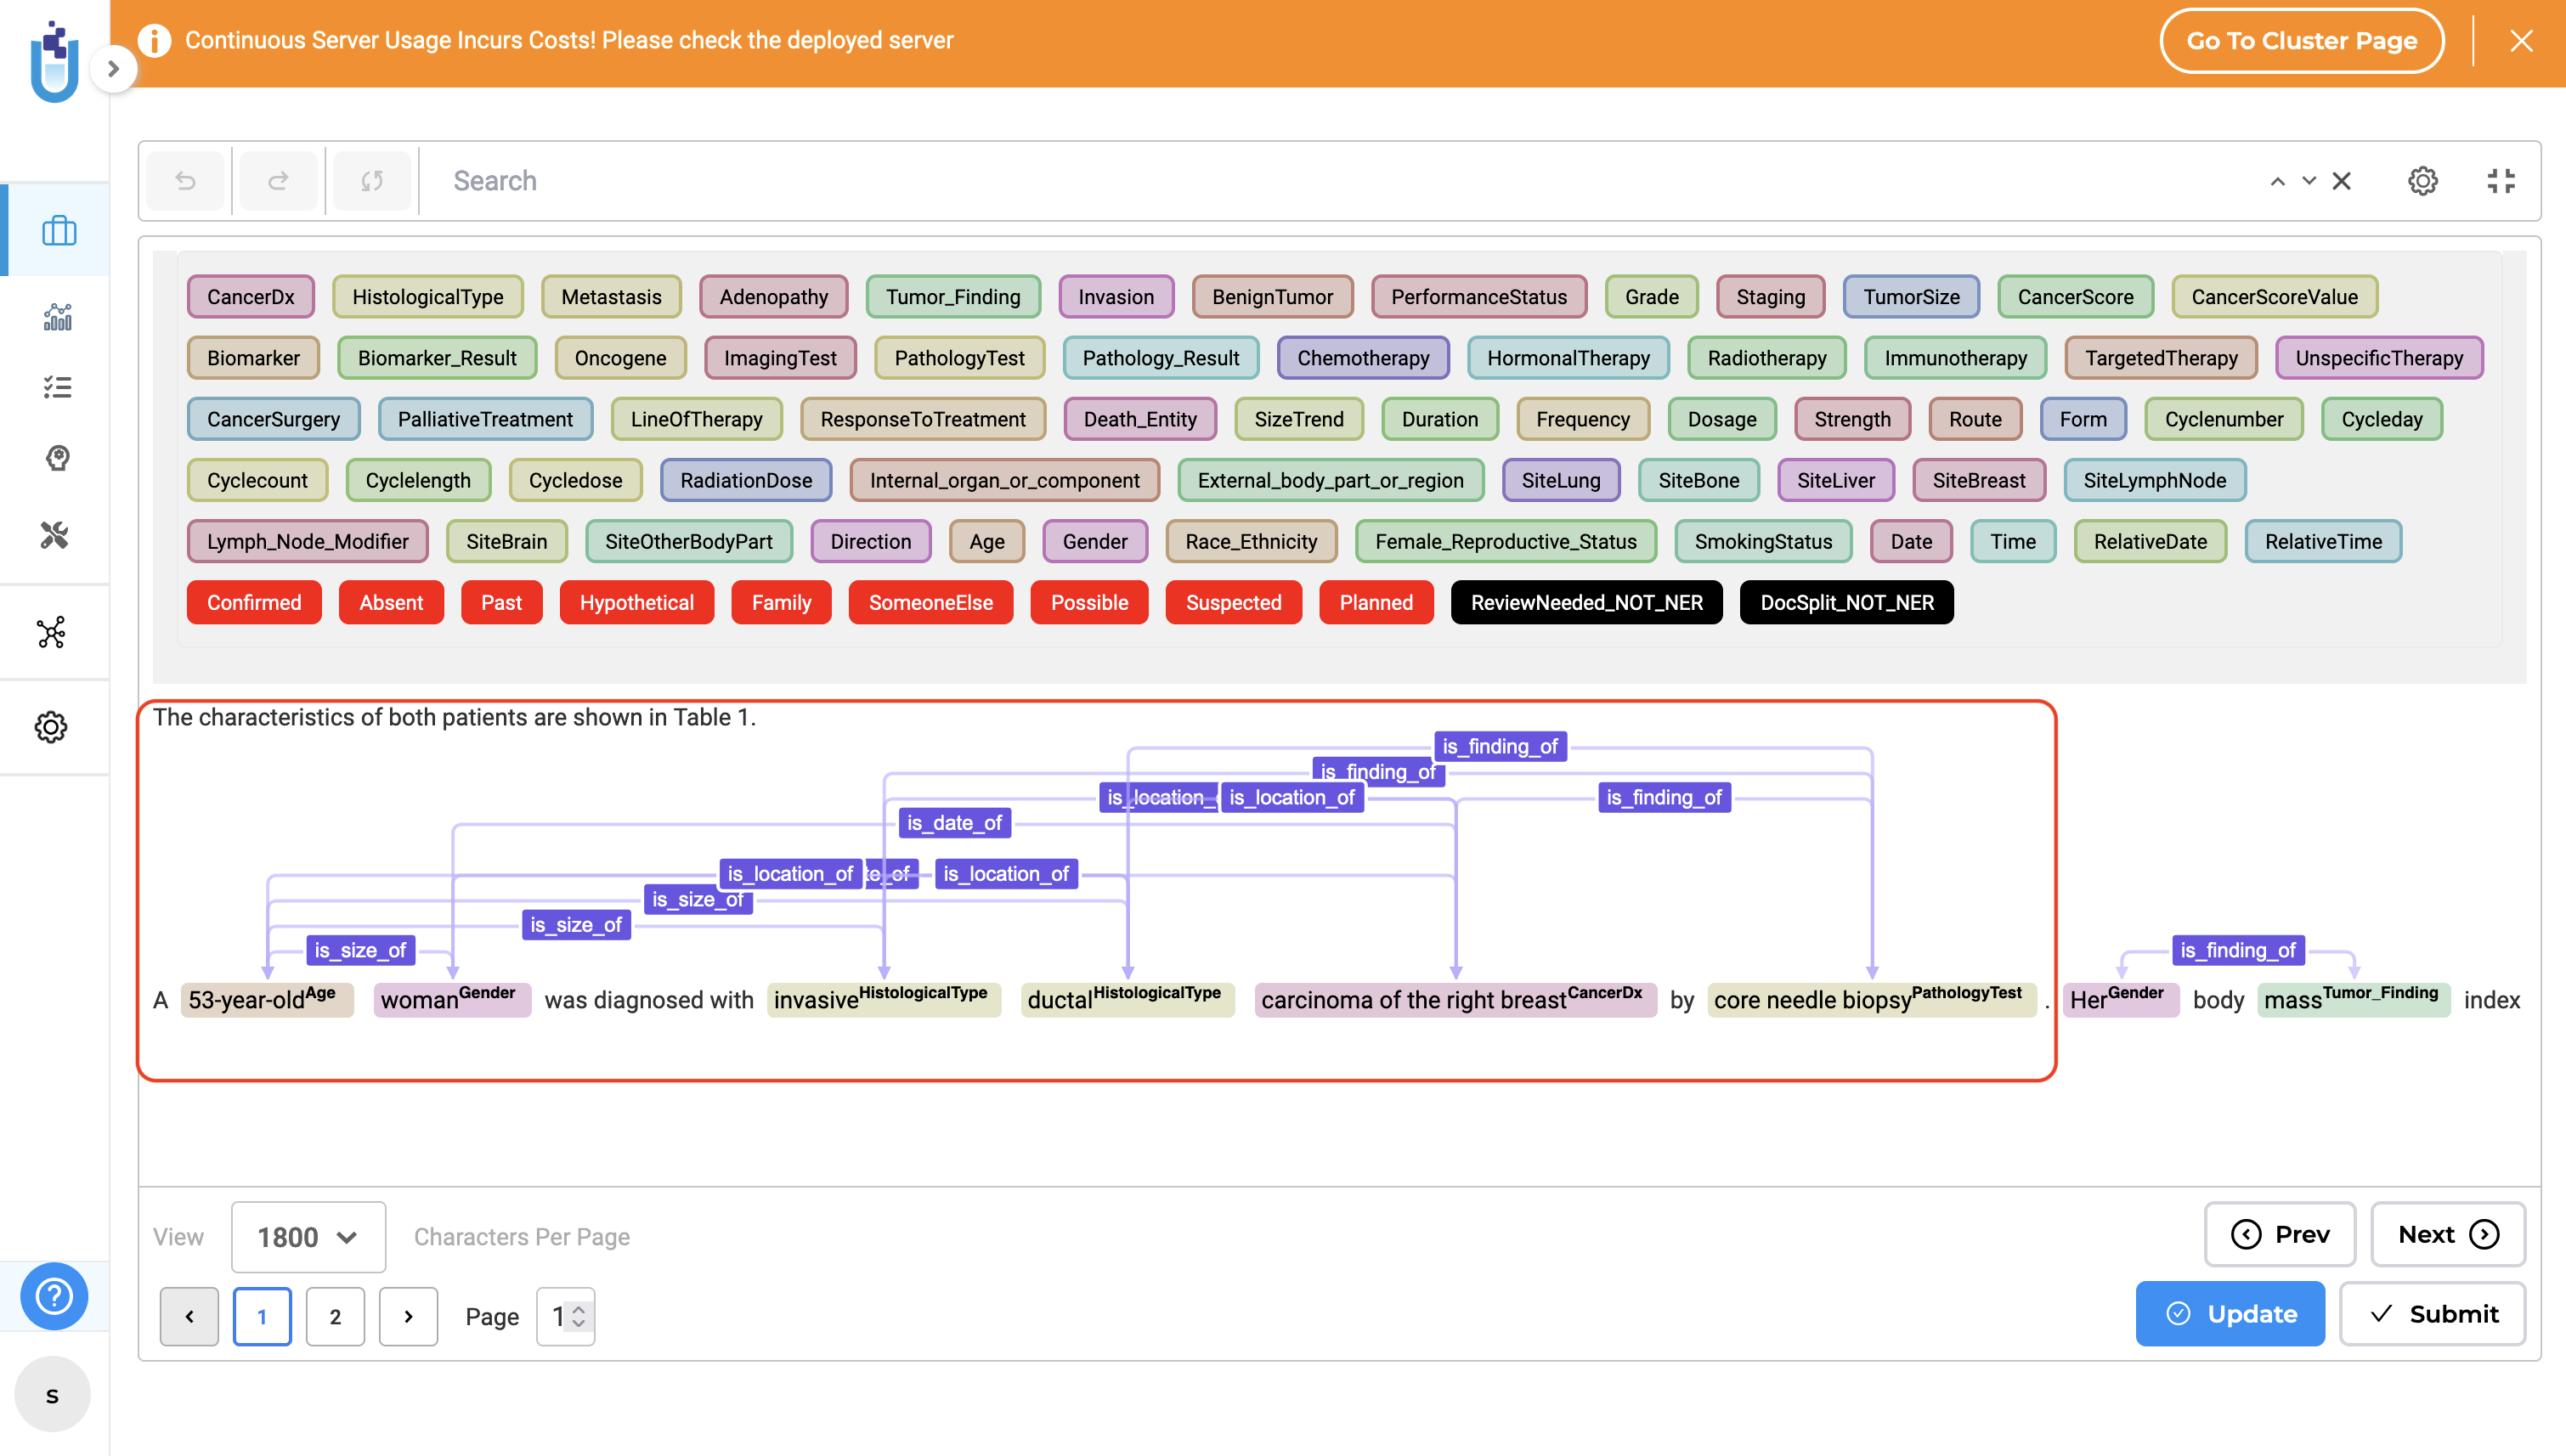 Continuous Server Usage Incurs Costs! Please check the deployed server
Go To Cluster Page
Search
CancerDx HistologicalType Metastasis Adenopathy Tumor_Finding Invasion BenignTumor PerformanceStatus Grade Staging TumorSize CancerScore CancerScoreValue
Biomarker Biomarker_Result Oncogene ImagingTest PathologyTest Pathology_Result Chemotherapy HormonalTherapy Radiotherapy Immunotherapy TargetedTherapy UnspecificTherapy
CancerSurgery PalliativeTreatment LineOfTherapy ResponseToTreatment Death_Entity SizeTrend Duration Frequency Dosage Strength Route Form Cyclenumber Cycleday
Cyclecount Cyclelength Cycledose RadiationDose Internal_organ_or_component External_body_part_or_region SiteLung SiteBone SiteLiver SiteBreast SiteLymphNode
Lymph_Node_Modifier SiteBrain SiteOtherBodyPart Direction Age Gender Race_Ethnicity Female_Reproductive_Status SmokingStatus Date Time RelativeDate RelativeTime
Confirmed Absent Past Hypothetical Family SomeoneElse Possible Suspected Planned ReviewNeeded_NOT_NER DocSplit_NOT_NER
The characteristics of both patients are shown in Table 1.
is_finding_of
is_finding_of
is_location_ is_location_of is_finding_of
is_date_of
is_location_of te_of is_location_of
is_size_of
is_size_of
is_size_of is_finding_of
A 53-year-old Age woman Gender was diagnosed with invasive HistologicalType ductal HistologicalType carcinoma of the right breast CancerDx by core needle biopsy PathologyTest . Her Gender body mass Tumor_Finding index
View 1800 Characters Per Page
Prev Next
1 2 Page 1
Update Submit
s